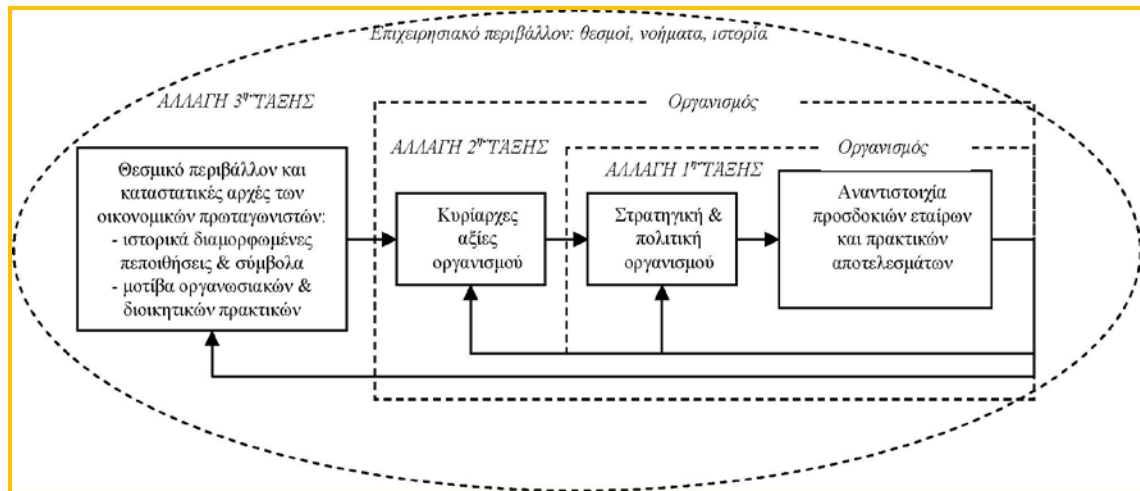 Επιχειρησιακό περιβάλλον: θεσμοί, νοήματα, ιστορία
ΑΛΛΑΓΗ 3ης ΤΑΞΗΣ
Οργανισμός
ΑΛΛΑΓΗ 2ης ΤΑΞΗΣ
Οργανισμός
ΑΛΛΑΓΗ 1ης ΤΑΞΗΣ
Θεσμικό περιβάλλον και
καταστατικές αρχές των
οικονομικών πρωταγωνιστών:
- ιστορικά διαμορφωμένες
πεποιθήσεις & σύμβολα
- μοτίβα οργανωσιακών &
διοικητικών πρακτικών
Κυρίαρχες
αξίες
οργανισμού
Στρατηγική &
πολιτική
οργανισμού
Αναντιστοιχία
προσδοκιών εταίρων
και πρακτικών
αποτελεσμάτων